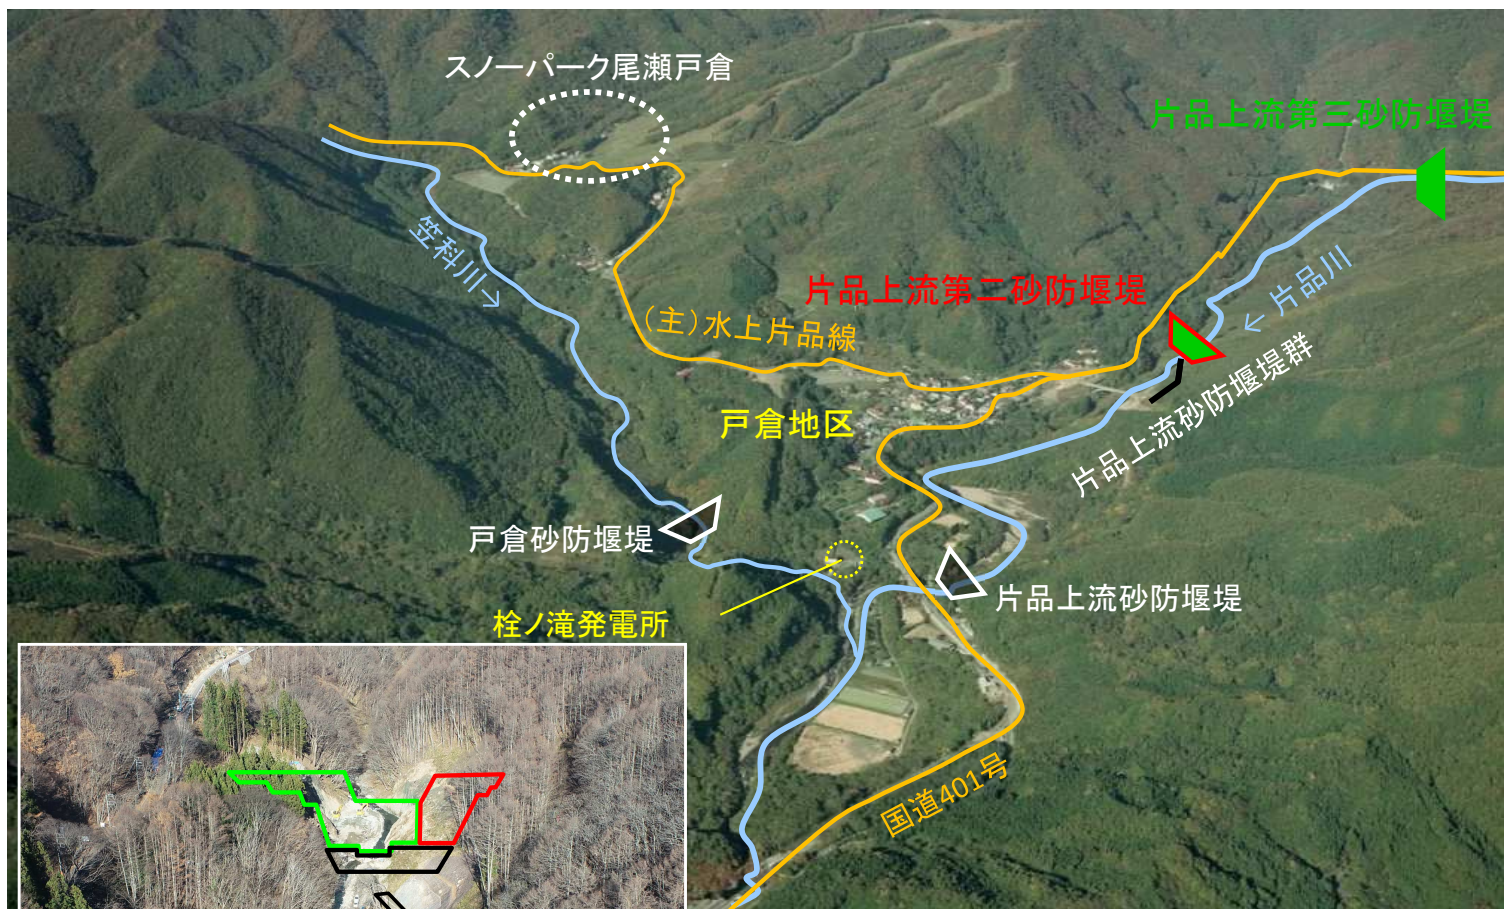 スノーパーク尾瀬戸倉
片品上流第三砂防堰堤
笠科川→
片品上流第二砂防堰堤
←片品川
（主）水上片品線
片品上流砂防堰堤群
戸倉地区
戸倉砂防堰堤
片品上流砂防堰堤
栓ノ滝発電所
国道401号